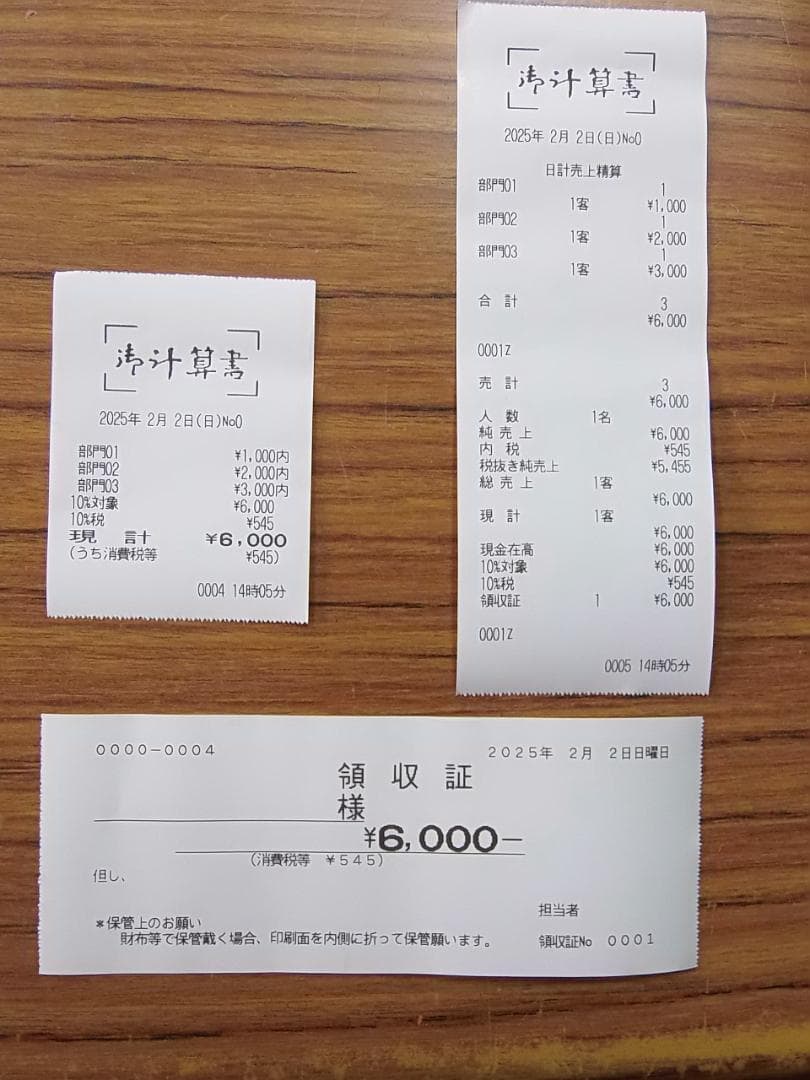 御計算書
2025年 2月 2日(日)No0
部門01 ¥1,000内
部門02 ¥2,000内
部門03 ¥3,000内
10%対象 ¥6,000
10%税 ¥545
現 計 ¥6,000
(うち消費税等 ¥545)
0004 14時05分
御計算書
2025年 2月 2日(日)No0
日計売上精算
部門01 1
1客 ¥1,000
部門02 1
1客 ¥2,000
部門03 1
1客 ¥3,000
合 計 3
¥6,000
0001Z
売 計 3
¥6,000
人 数 1名
純 売 上 ¥6,000
内 税 ¥545
税抜き純売上 ¥5,455
総 売 上 1客
¥6,000
現 計 1客
¥6,000
現金在高 ¥6,000
10%対象 ¥6,000
10%税 ¥545
領収証 1 ¥6,000
0001Z
0005 14時05分
0000-0004 2025年 2月 2日日曜日
領 収 証
様
¥6,000-
(消費税等 ¥545)
但し、
担当者
*保管上のお願い
財布等で保管戴く場合、印刷面を内側に折って保管願います。 領収証No 0001